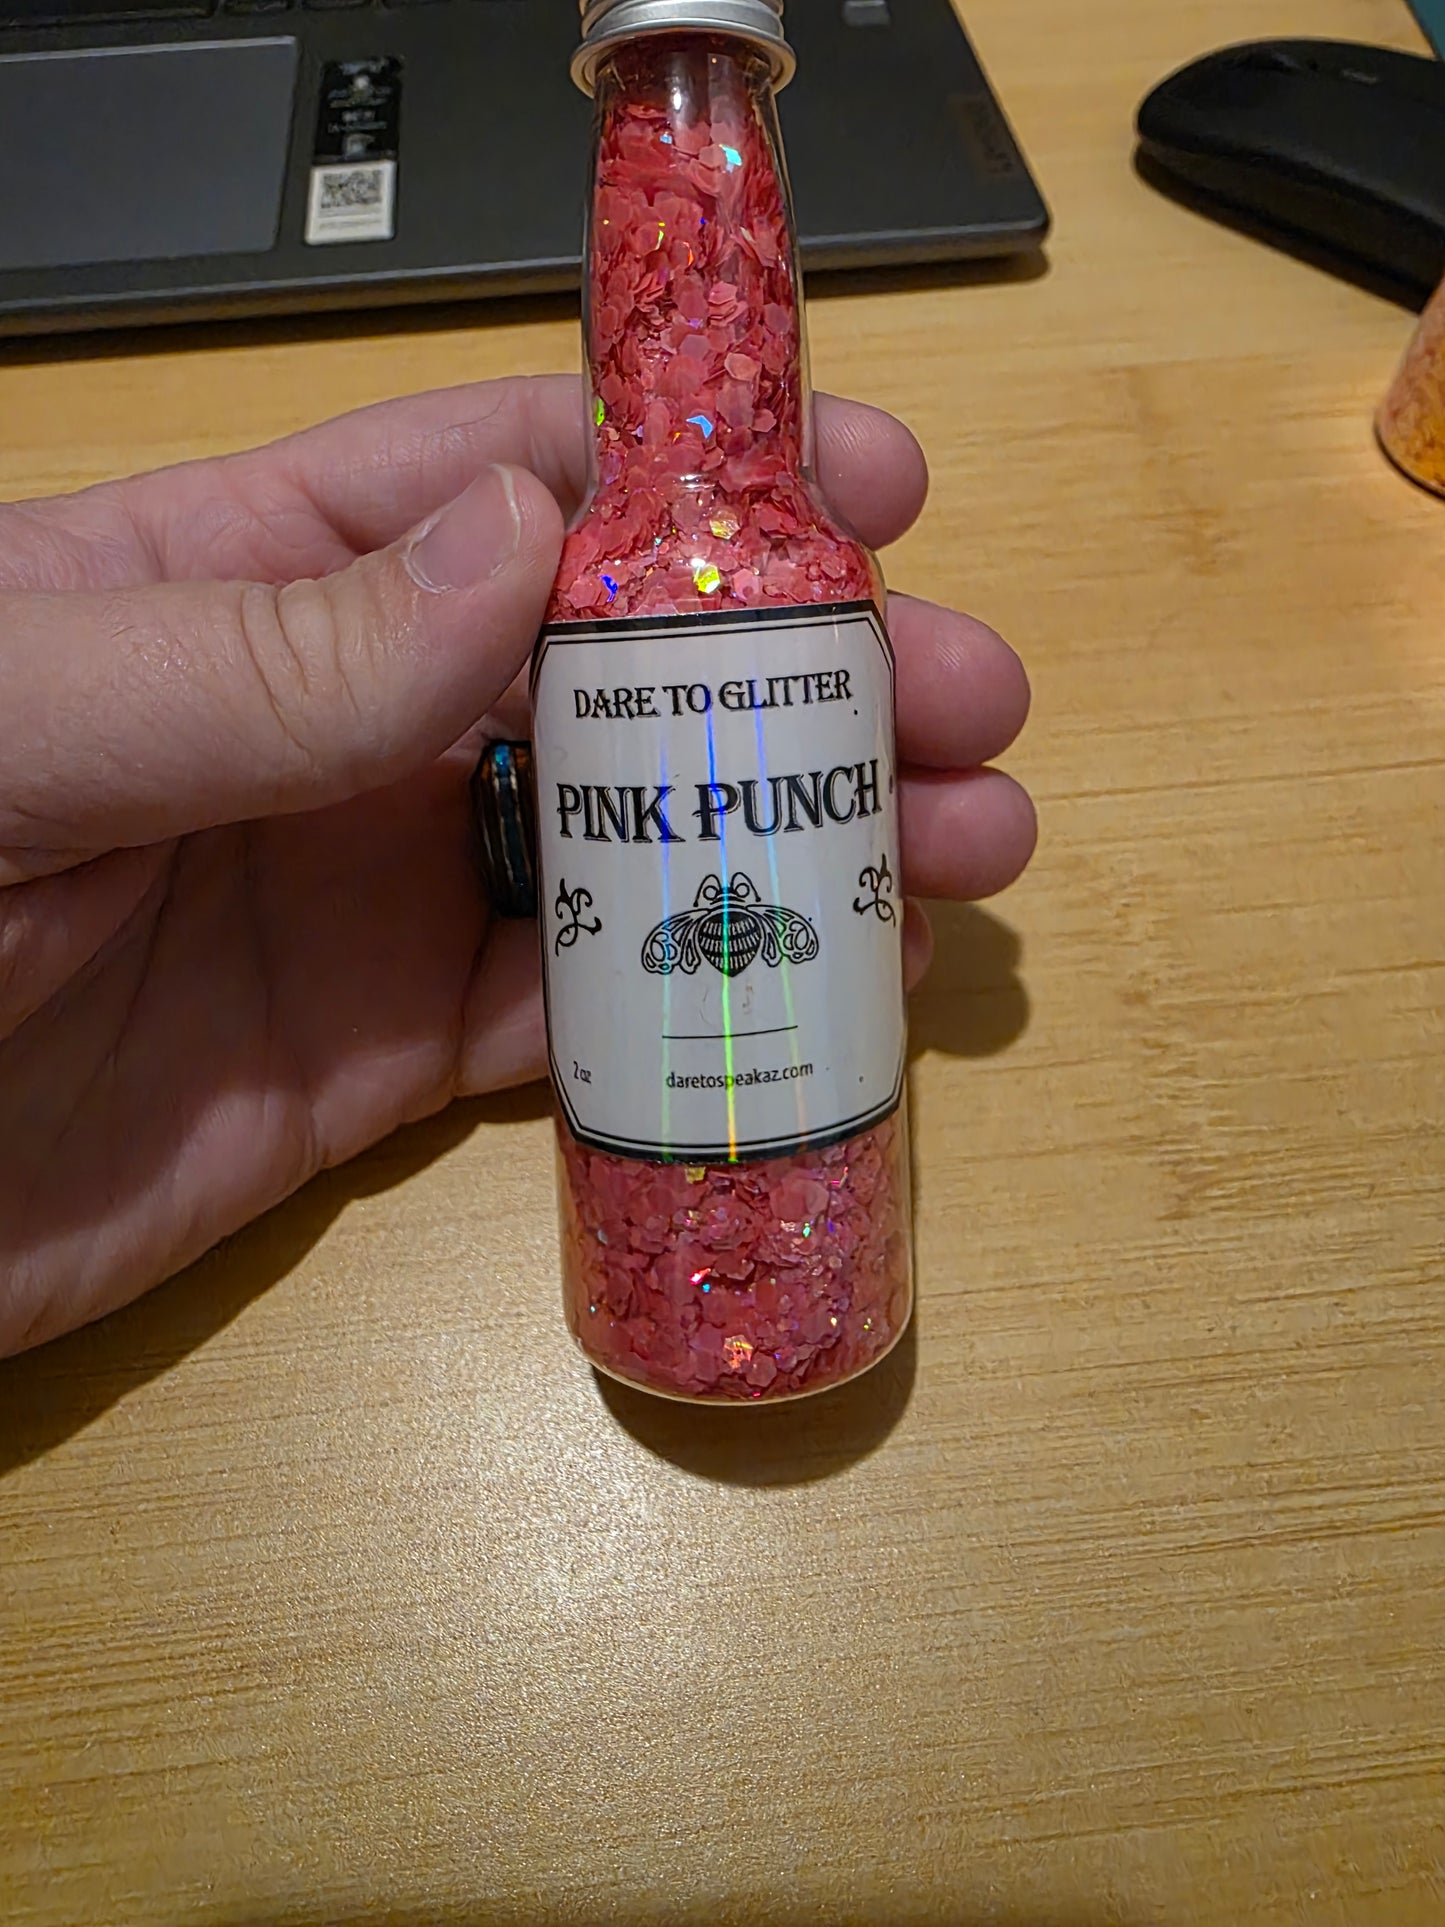 DARE TO GLITTER
PINK PUNCH
2 oz
daretospeakaz.com